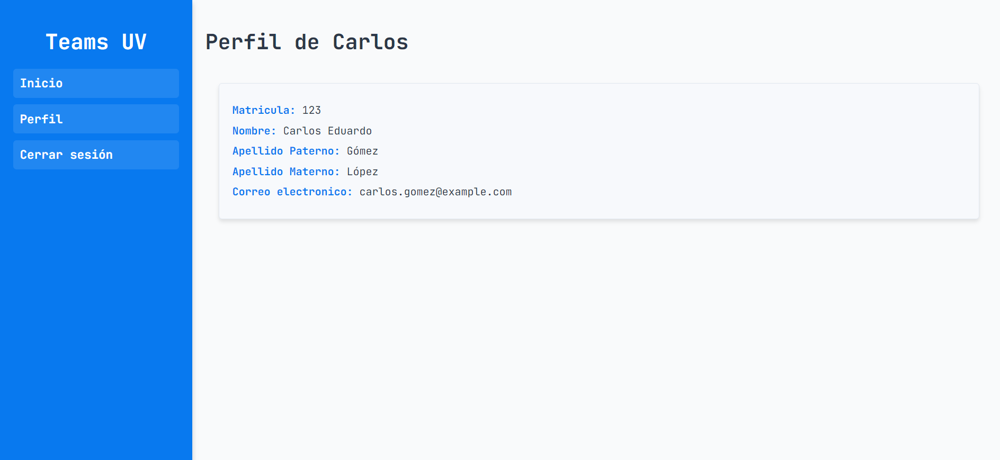 Teams UV
Inicio
Perfil
Cerrar sesión
Perfil de Carlos
Matricula: 123
Nombre: Carlos Eduardo
Apellido Paterno: Gómez
Apellido Materno: López
Correo electronico: carlos.gomez@example.com